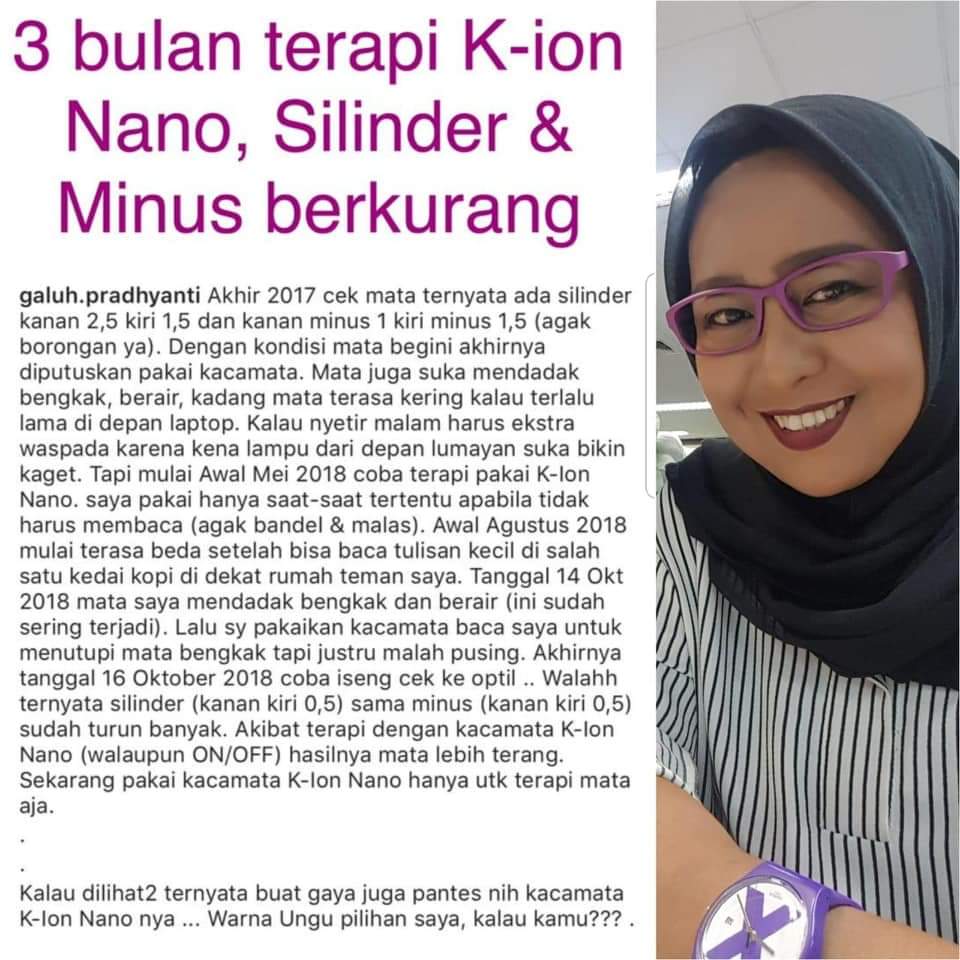 3 bulan terapi K-ion
Nano, Silinder &
Minus berkurang
galuh.pradhyanti Akhir 2017 cek mata ternyata ada silinder
kanan 2,5 kiri 1,5 dan kanan minus 1 kiri minus 1,5 (agak
borongan ya). Dengan kondisi mata begini akhirnya
diputuskan pakai kacamata. Mata juga suka mendadak
bengkak, berair, kadang mata terasa kering kalau terlalu
lama di depan laptop. Kalau nyetir malam harus ekstra
waspada karena kena lampu dari depan lumayan suka bikin
kaget. Tapi mulai Awal Mei 2018 coba terapi pakai K-Ion
Nano. saya pakai hanya saat-saat tertentu apabila tidak
harus membaca (agak bandel & malas). Awal Agustus 2018
mulai terasa beda setelah bisa baca tulisan kecil di salah
satu kedai kopi di dekat rumah teman saya. Tanggal 14 Okt
2018 mata saya mendadak bengkak dan berair (ini sudah
sering terjadi). Lalu sy pakaikan kacamata baca saya untuk
menutupi mata bengkak tapi justru malah pusing. Akhirnya
tanggal 16 Oktober 2018 coba iseng cek ke optil .. Walahh
ternyata silinder (kanan kiri 0,5) sama minus (kanan kiri 0,5)
sudah turun banyak. Akibat terapi dengan kacamata K-Ion
Nano (walaupun ON/OFF) hasilnya mata lebih terang.
Sekarang pakai kacamata K-Ion Nano hanya utk terapi mata
aja.
.
.
Kalau dilihat2 ternyata buat gaya juga pantes nih kacamata
K-Ion Nano nya ... Warna Ungu pilihan saya, kalau kamu??? .